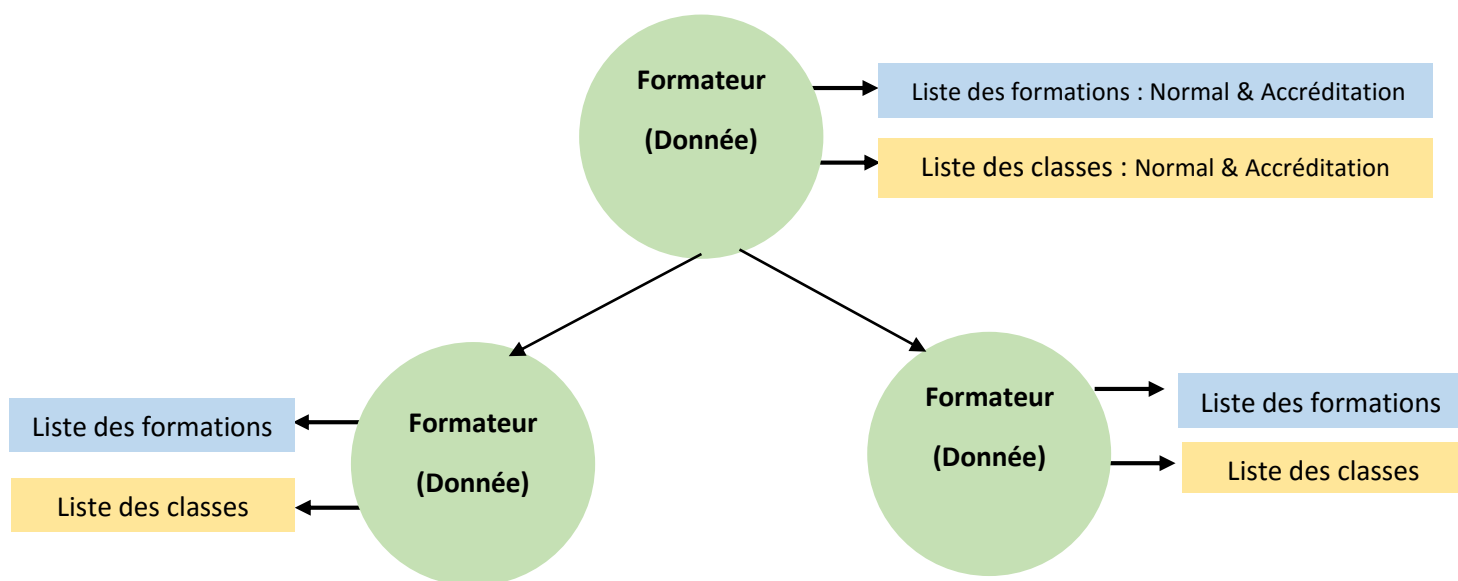 Formateur
(Donnée)
Liste des formations : Normal & Accréditation
Liste des classes : Normal & Accréditation
Formateur
(Donnée)
Liste des formations
Liste des classes
Formateur
(Donnée)
Liste des formations
Liste des classes